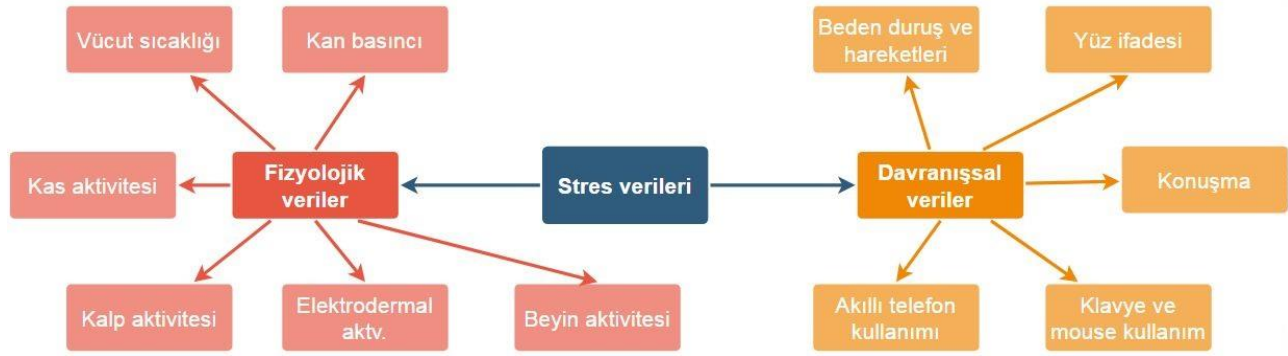 Vücut sıcaklığı
Kan basıncı
Beden duruş ve
hareketleri
Yüz ifadesi
Kas aktivitesi
Fizyolojik
veriler
Stres verileri
Davranışsal
veriler
Konuşma
Kalp aktivitesi
Elektrodermal
aktv.
Beyin aktivitesi
Akıllı telefon
kullanımı
Klavye ve
mouse kullanım